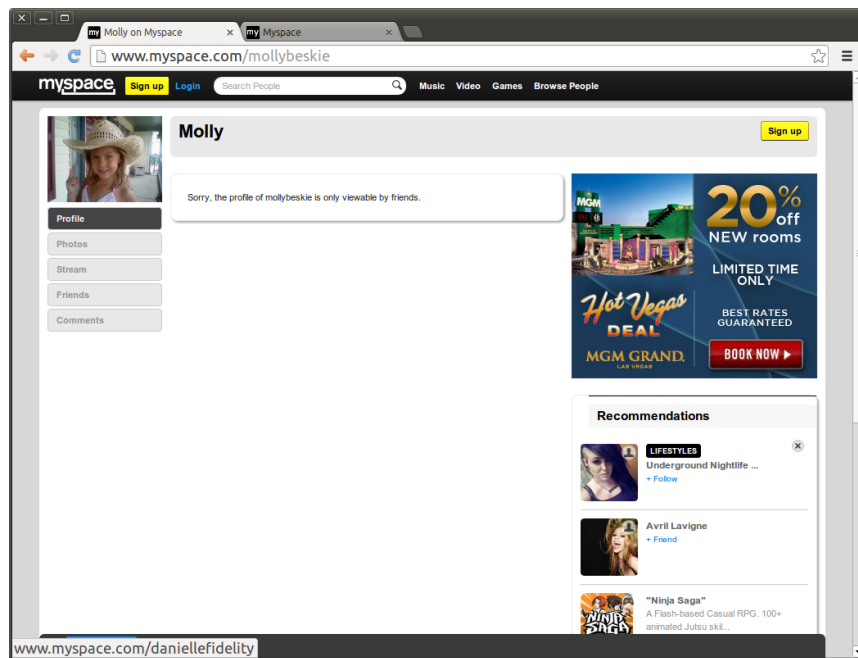 Molly on Myspace
my Myspace
www.myspace.com/mollybeskie
myspace Sign up Login Search People Music Video Games Browse People
Molly
Sign up
Sorry, the profile of mollybeskie is only viewable by friends.
Profile
Photos
Stream
Friends
Comments
MGM
20% off
NEW rooms
LIMITED TIME
ONLY
Hot Vegas
DEAL
BEST RATES
GUARANTEED
MGM GRAND
LAS VEGAS
BOOK NOW
Recommendations
LIFESTYLES
Underground Nightlife ...
+ Follow
Avril Lavigne
+ Friend
NINJA
SAGA
"Ninja Saga"
A Flash-based Casual RPG. 100+
animated Jutsu skil...
www.myspace.com/daniellefidelity